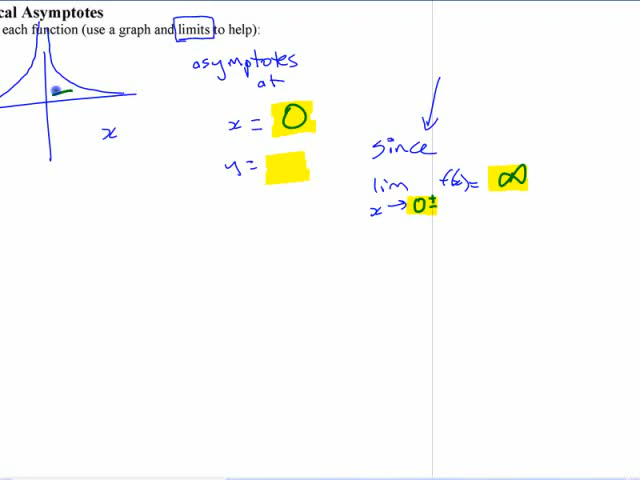 cal Asymptotes
each function (use a graph and limits to help):
asymptotes
at
x = 0
y =
x
since
lim f(x) = ∞
x → 0±